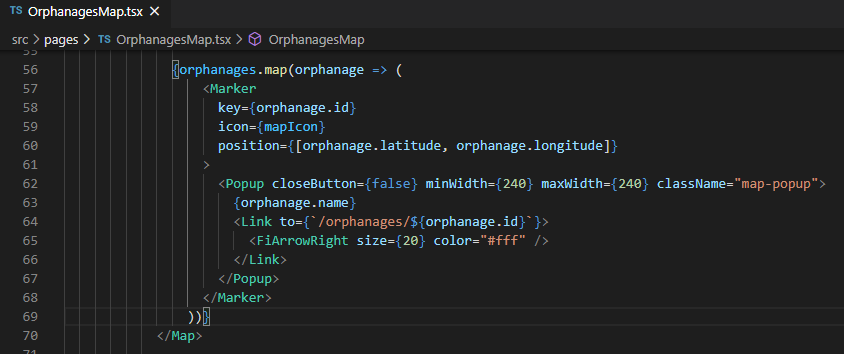 TS OrphanagesMap.tsx ×
src > pages > TS OrphanagesMap.tsx > OrphanagesMap
55
56 {orphanages.map(orphanage => (
57 <Marker
58 key={orphanage.id}
59 icon={mapIcon}
60 position={[orphanage.latitude, orphanage.longitude]}
61 >
62 <Popup closeButton={false} minWidth={240} maxWidth={240} className="map-popup">
63 {orphanage.name}
64 <Link to={`/orphanages/${orphanage.id}`}>
65 <FiArrowRight size={20} color="#fff" />
66 </Link>
67 </Popup>
68 </Marker>
69 ))}
70 </Map>
71